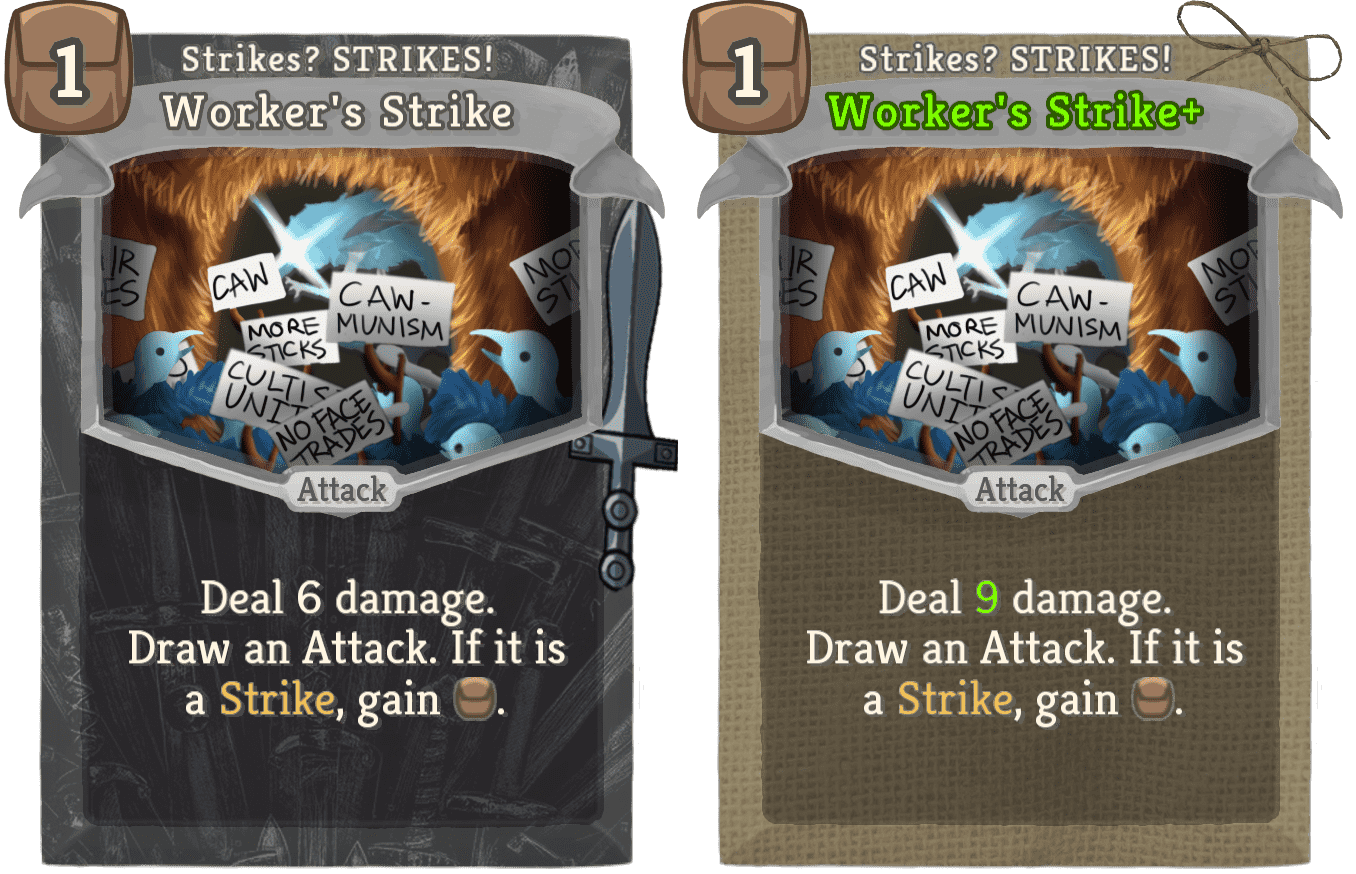 1
Strikes? STRIKES!
Worker's Strike
CAW
CAW-
MUNISM
MORE
STICKS
NO FACE
TRADES
Attack
Deal 6 damage.
Draw an Attack. If it is
a Strike, gain .
1
Strikes? STRIKES!
Worker's Strike+
CAW
CAW-
MUNISM
MORE
STICKS
NO FACE
TRADES
Attack
Deal 9 damage.
Draw an Attack. If it is
a Strike, gain .